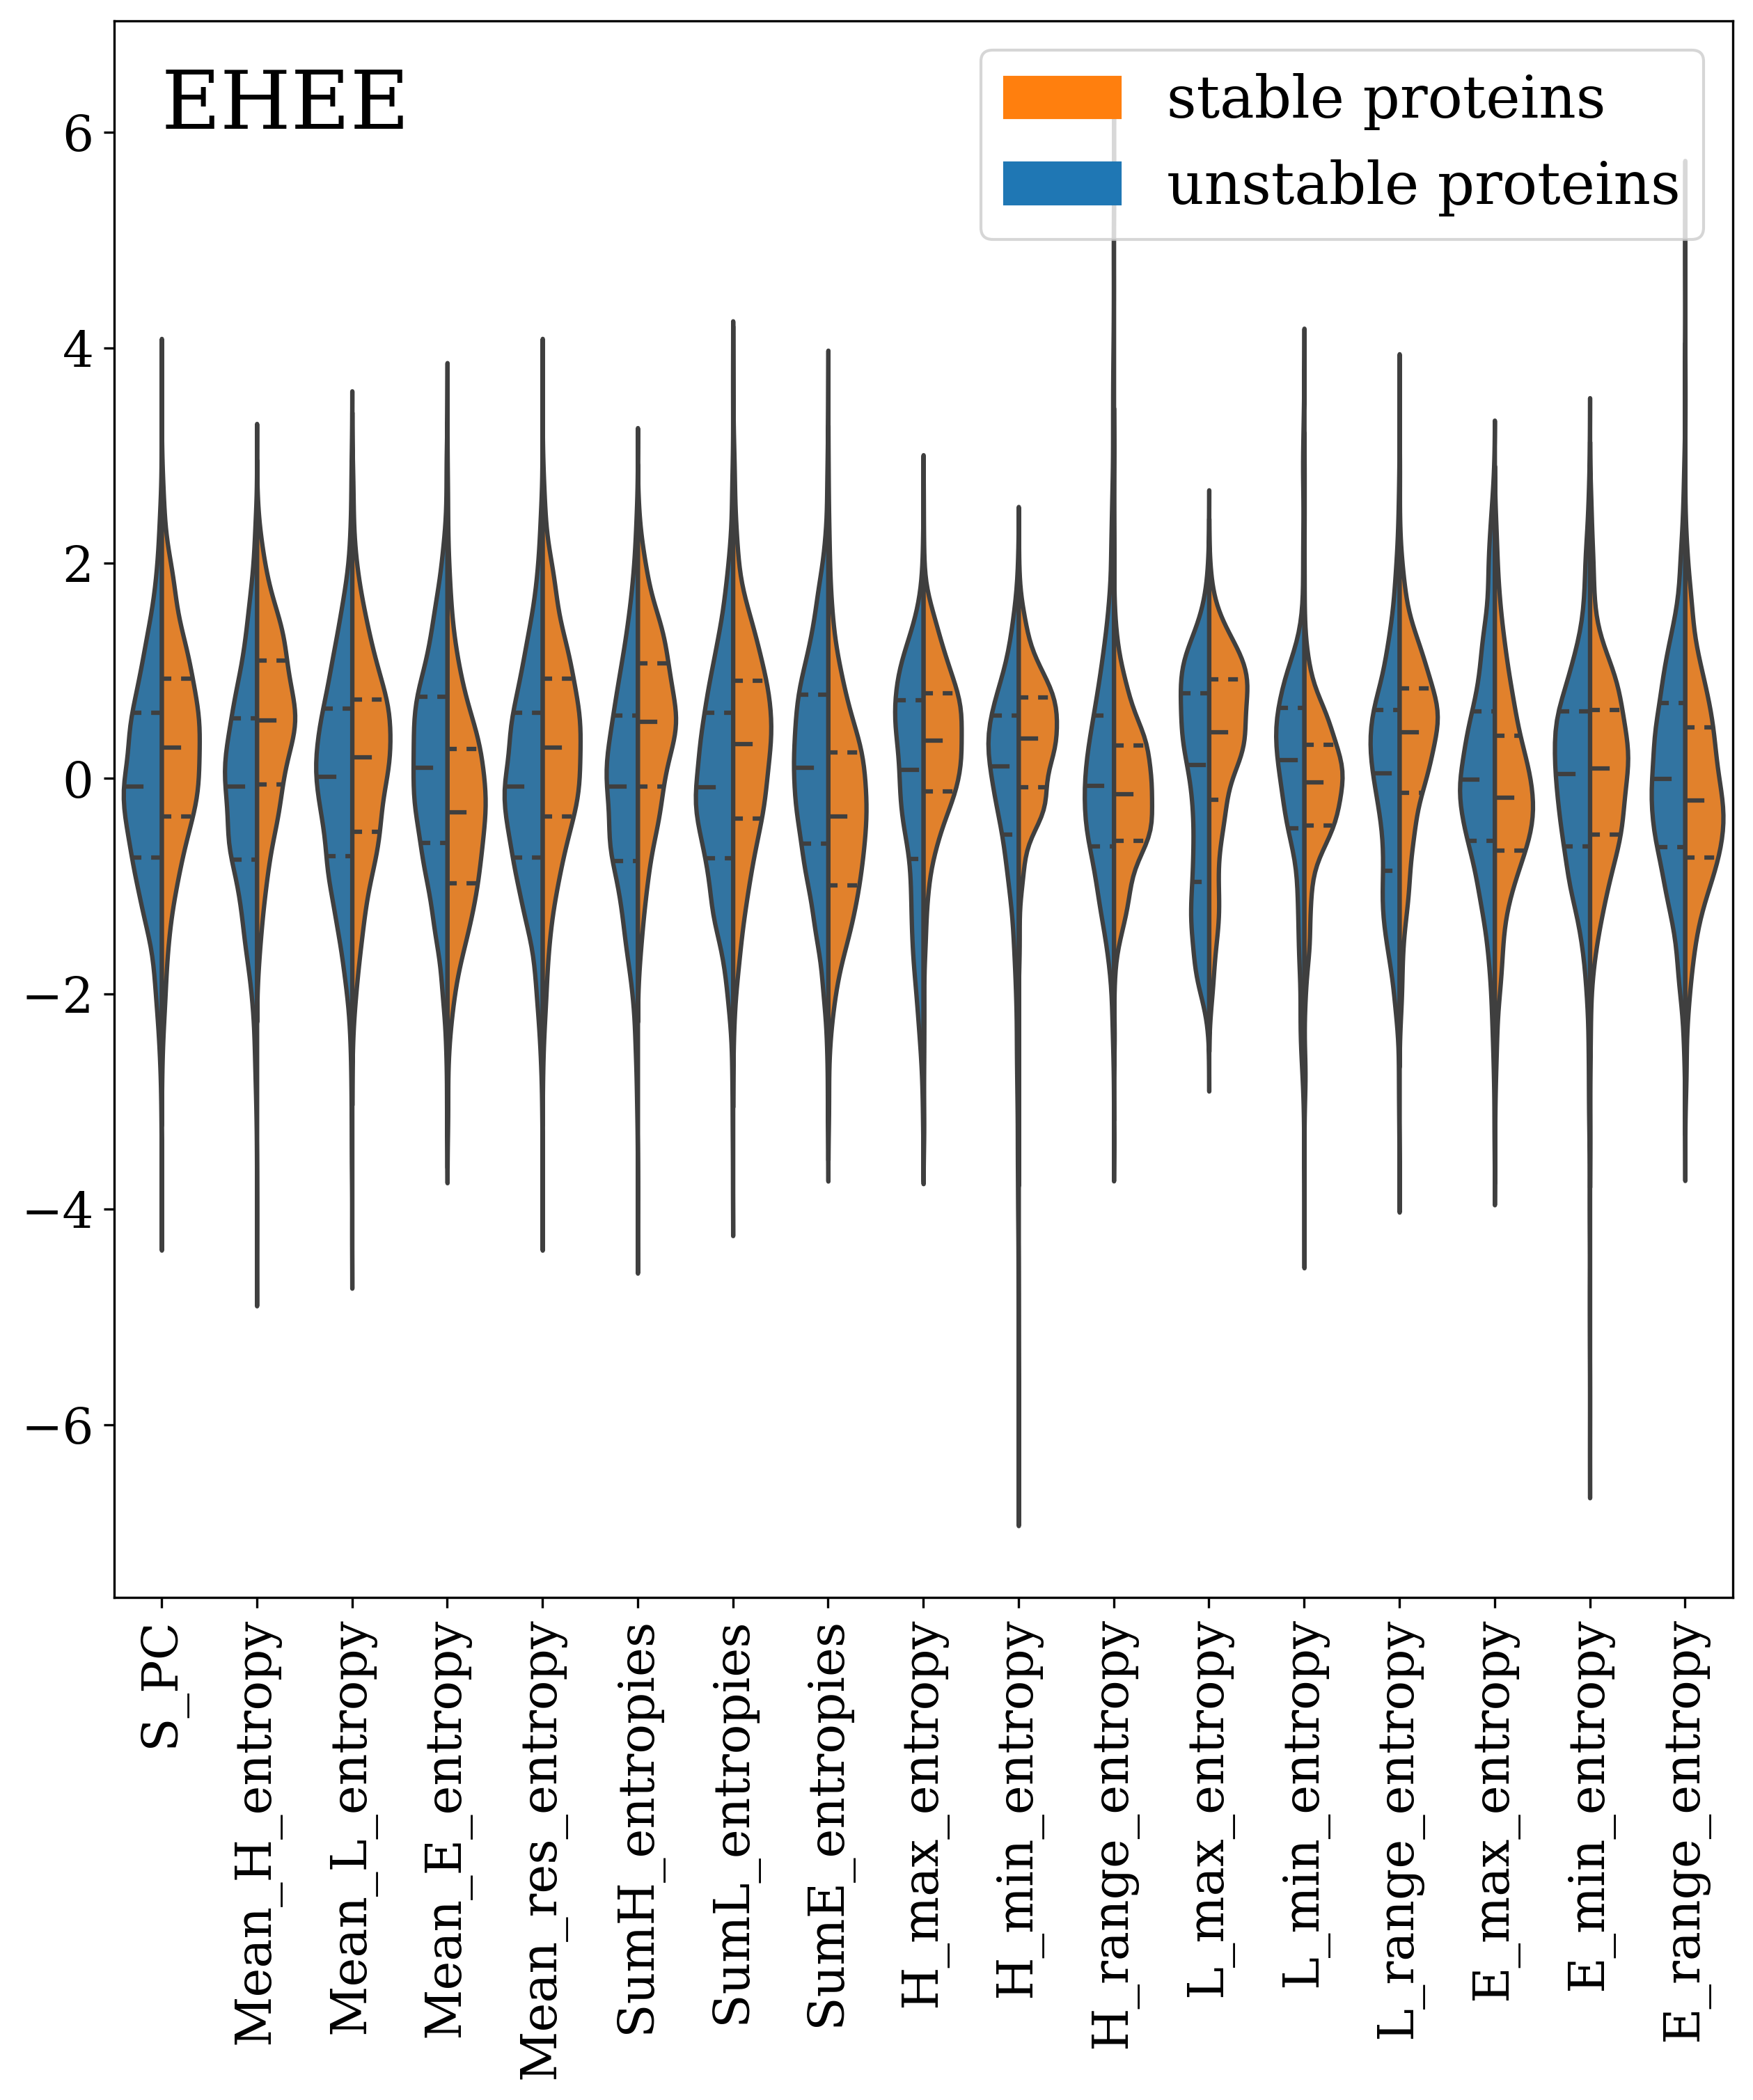 EHEE
stable proteins
unstable proteins
6
4
2
0
−2
−4
−6
S_PC
Mean_H_entropy
Mean_L_entropy
Mean_E_entropy
Mean_res_entropy
SumH_entropies
SumL_entropies
SumE_entropies
H_max_entropy
H_min_entropy
H_range_entropy
L_max_entropy
L_min_entropy
L_range_entropy
E_max_entropy
E_min_entropy
E_range_entropy